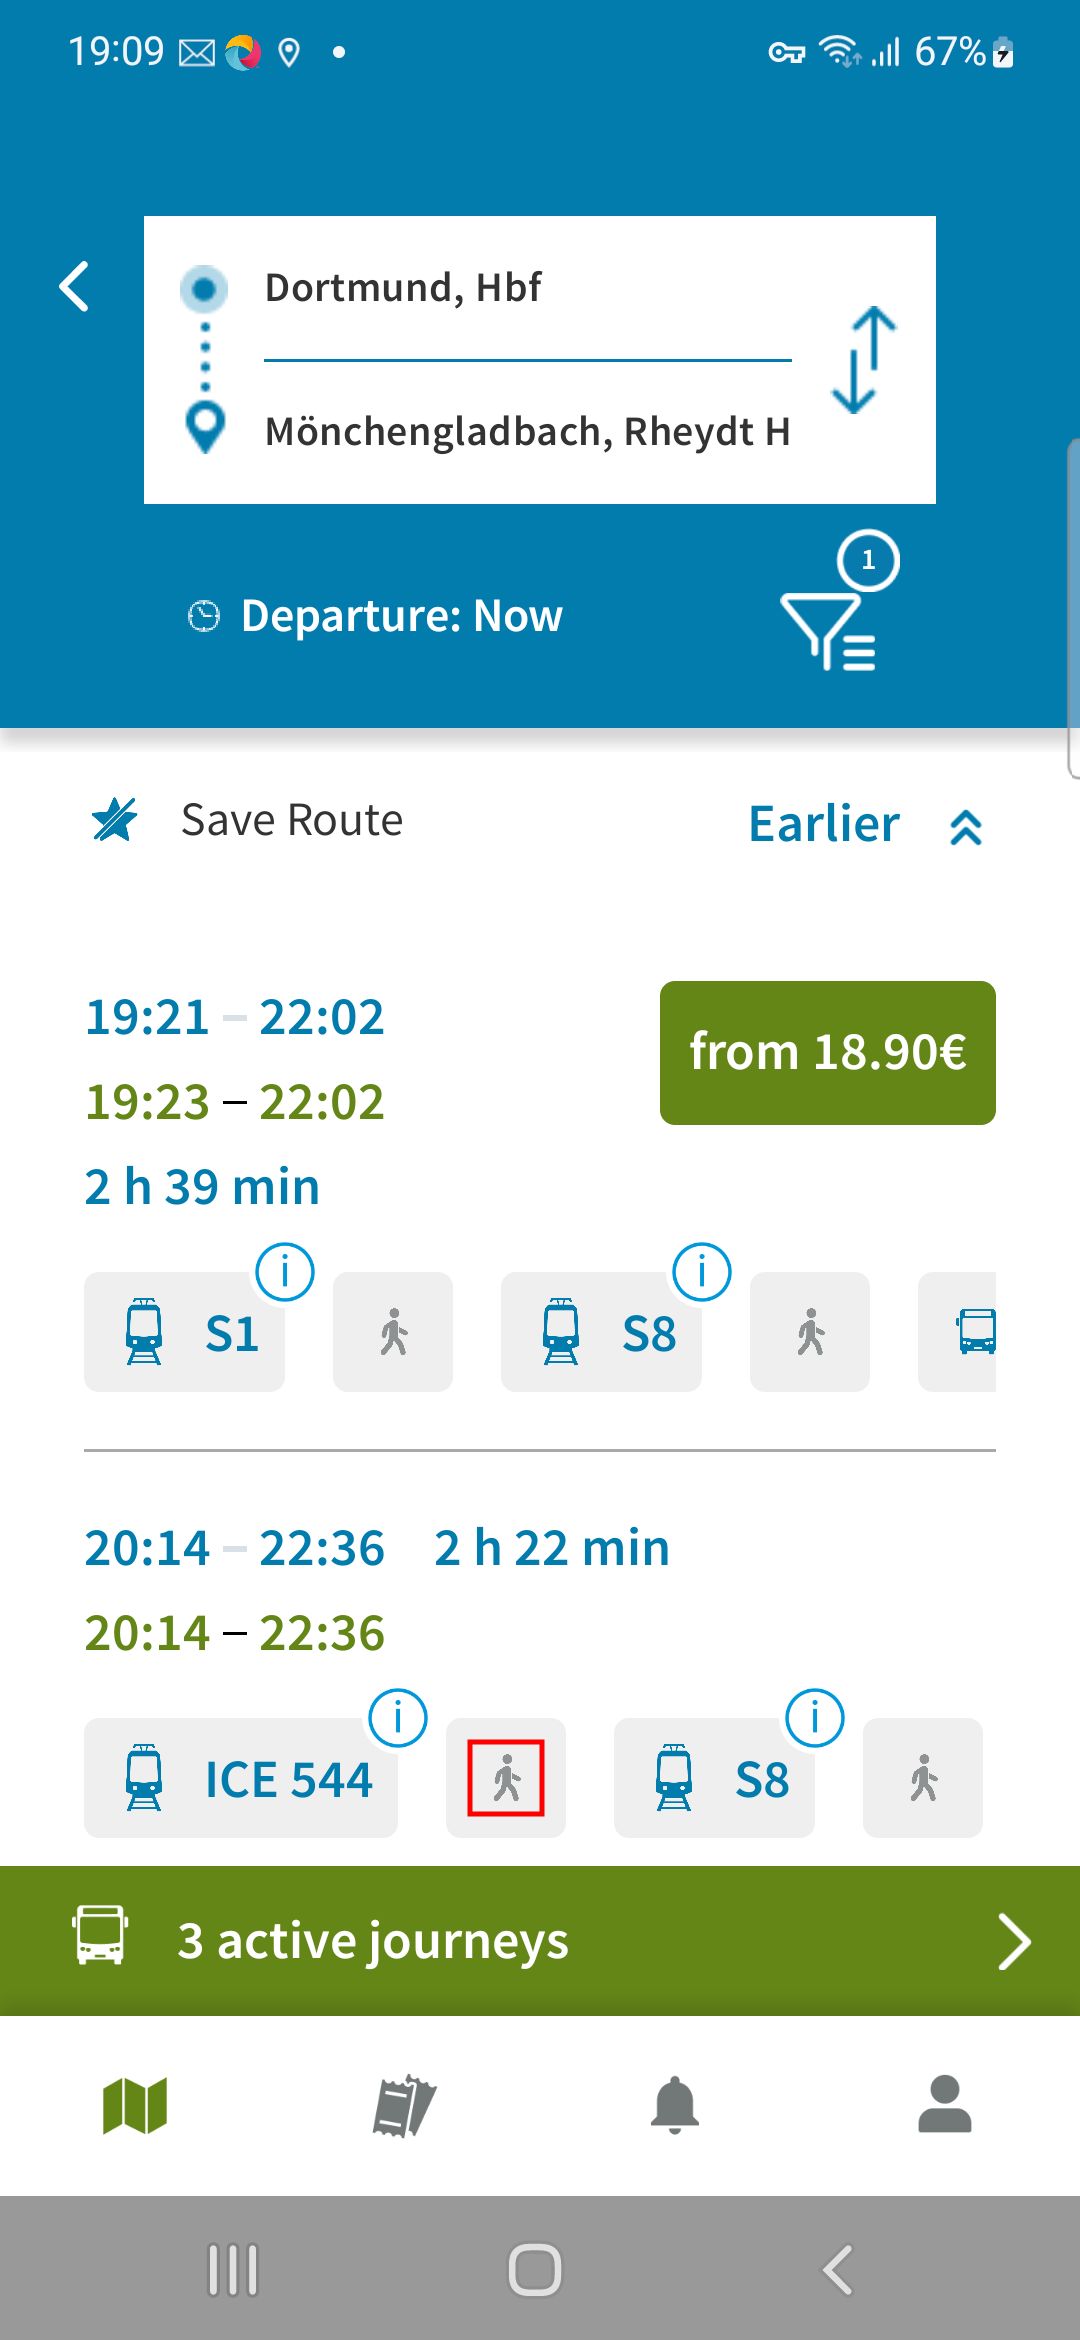 19:09 67%
Dortmund, Hbf
Mönchengladbach, Rheydt H
1
Departure: Now
Save Route Earlier
19:21 – 22:02
from 18.90€
19:23 – 22:02
2 h 39 min
S1 S8
20:14 – 22:36 2 h 22 min
20:14 – 22:36
ICE 544 S8
3 active journeys